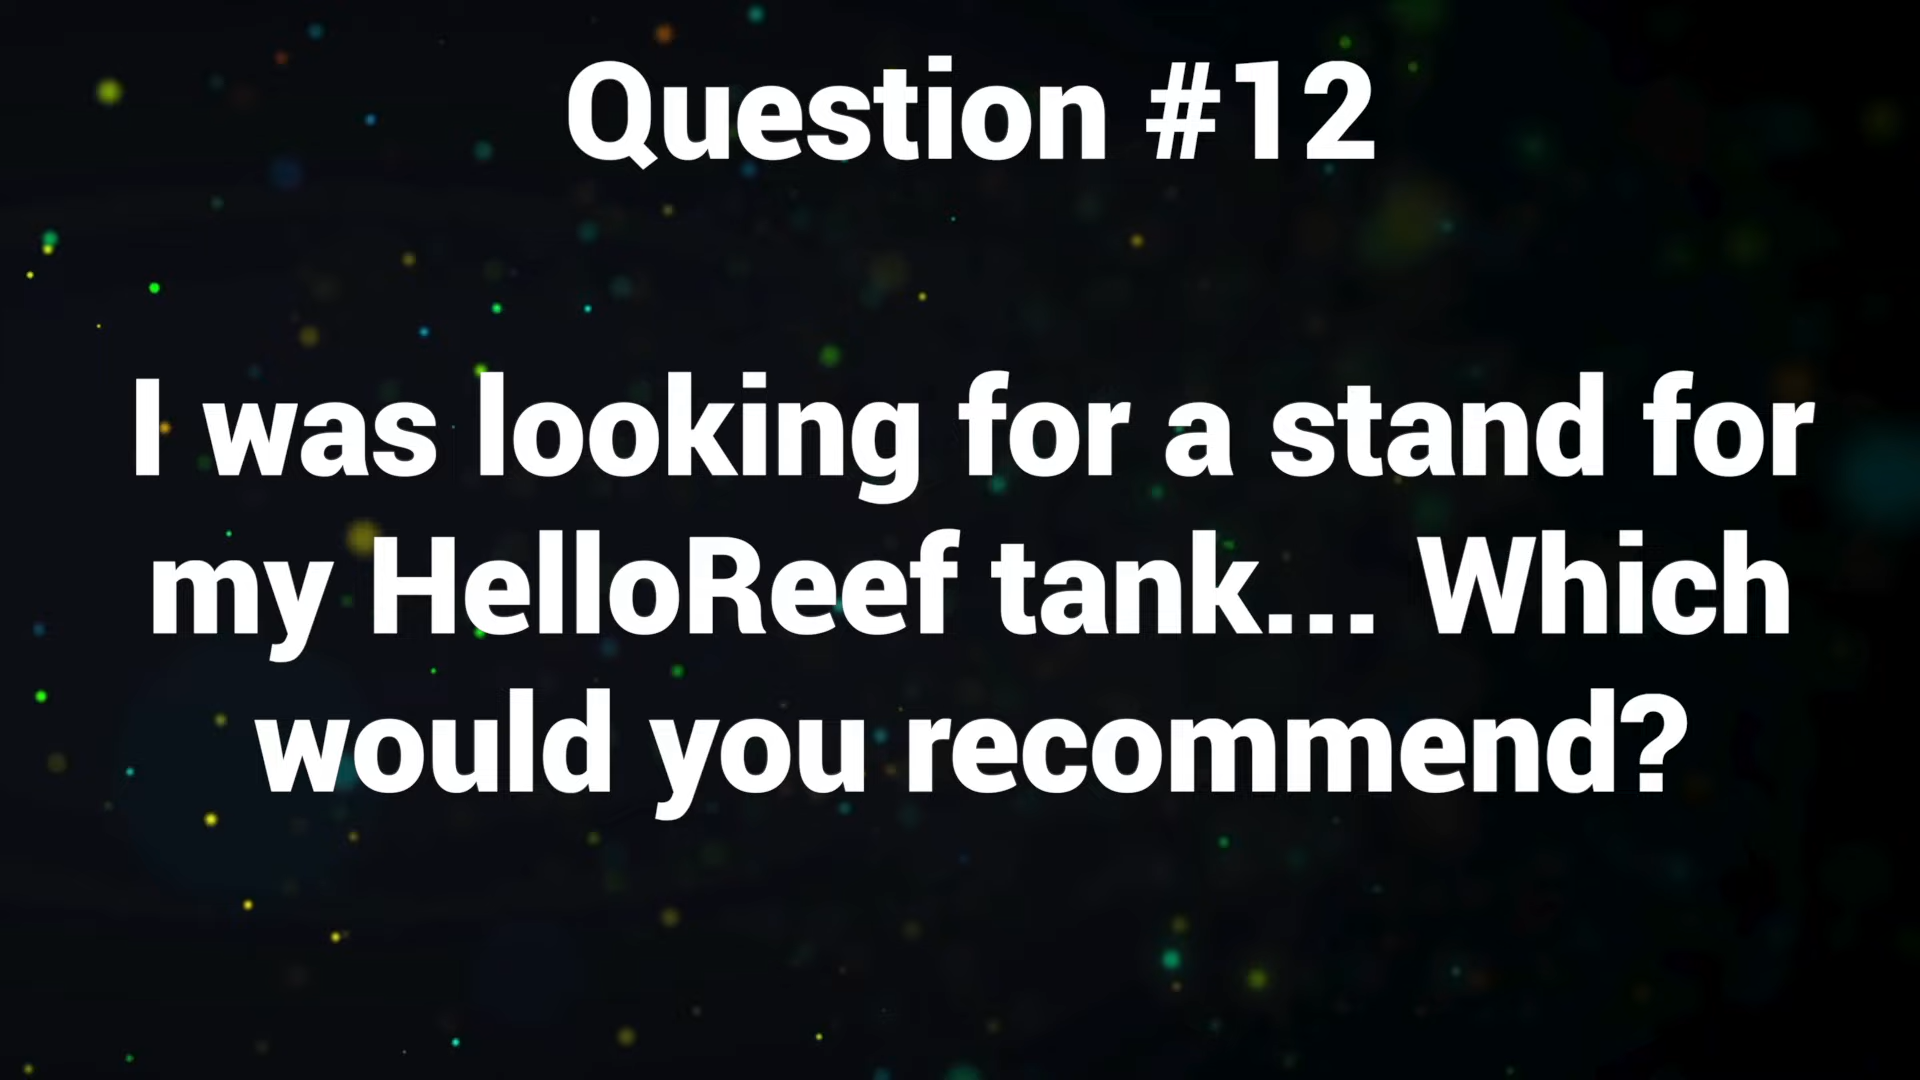 Question #12
I was looking for a stand for
my HelloReef tank... Which
would you recommend?